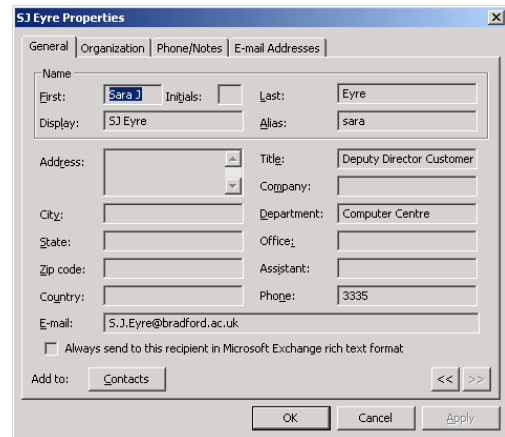 SJ Eyre Properties
General Organization Phone/Notes E-mail Addresses
Name
First: Sara J Initials: Last: Eyre
Display: SJ Eyre Alias: sara
Address: Title: Deputy Director Customer
Company:
City: Department: Computer Centre
State: Office:
Zip code: Assistant:
Country: Phone: 3335
E-mail: S.J.Eyre@bradford.ac.uk
Always send to this recipient in Microsoft Exchange rich text format
Add to: Contacts << >>
OK Cancel Apply